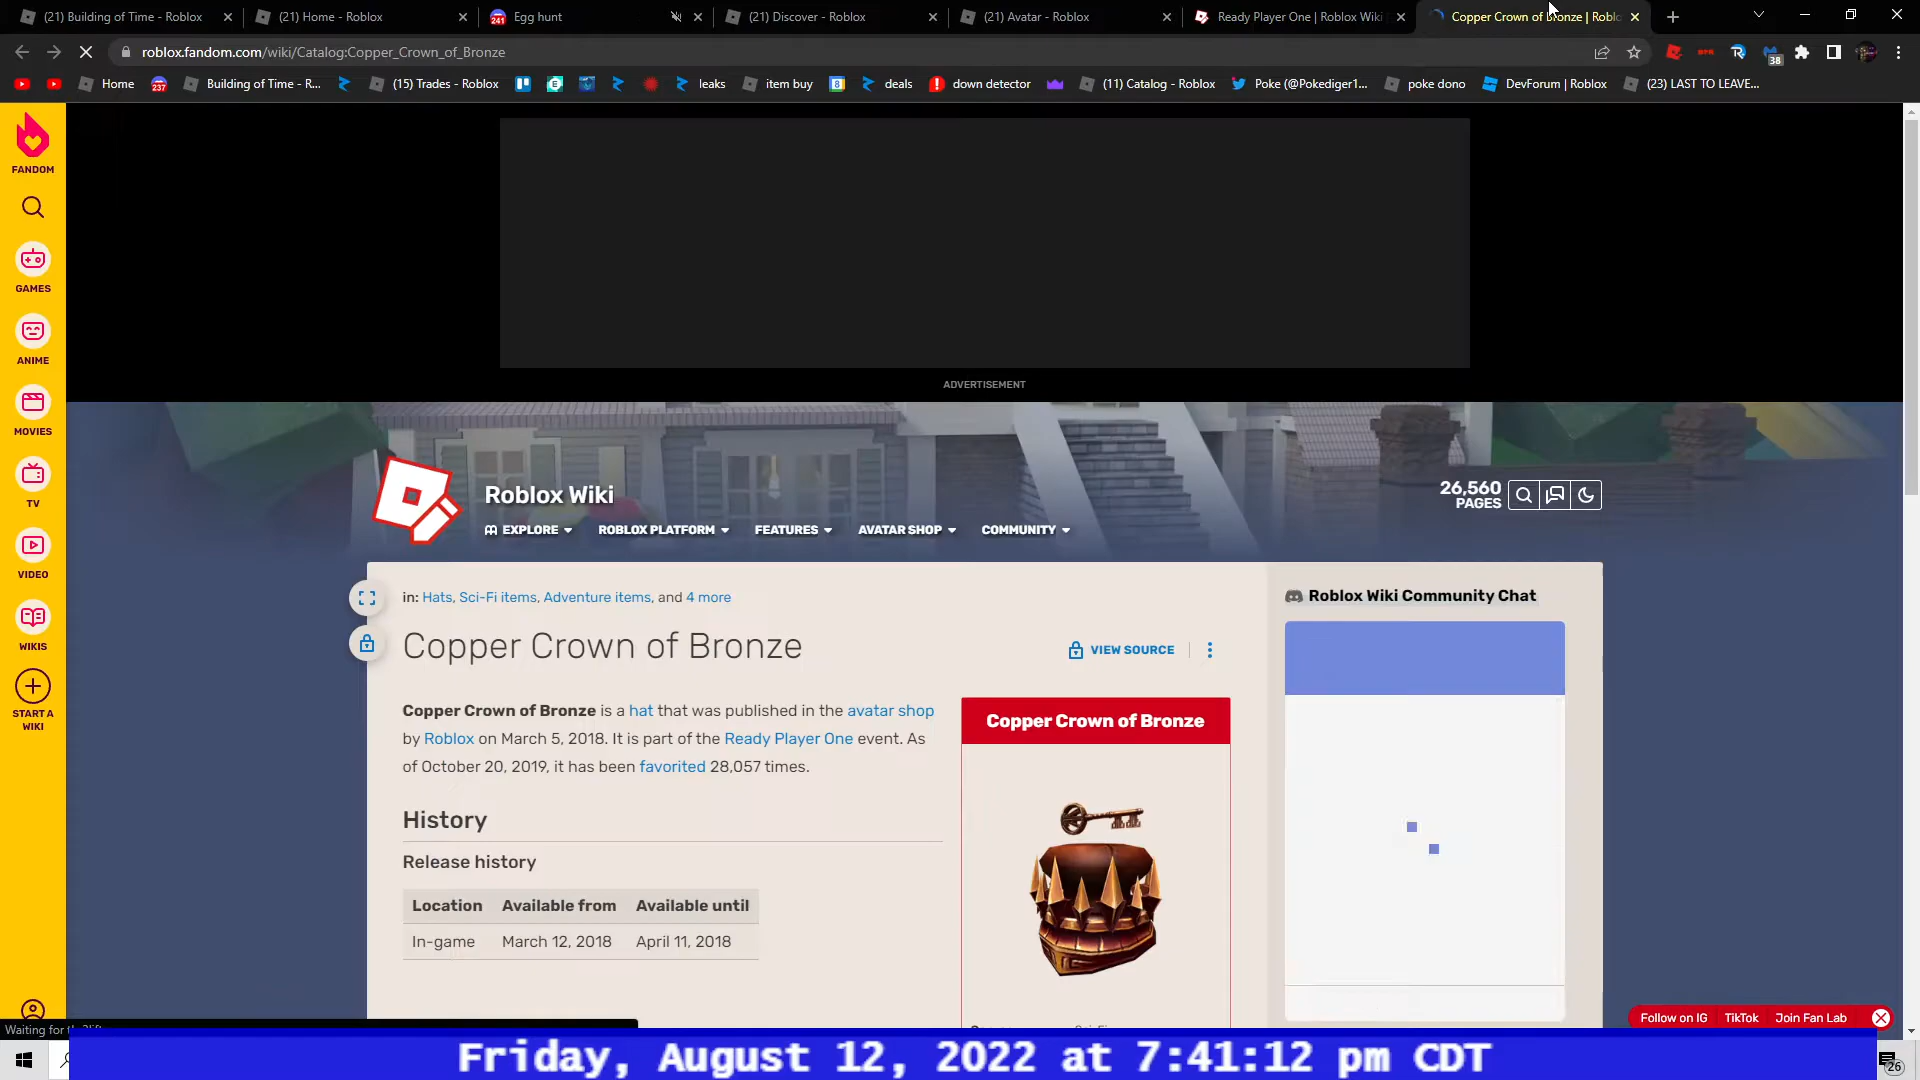 (21) Building of Time - Roblox
(21) Home - Roblox
241
Egg hunt
(21) Discover - Roblox
(21) Avatar - Roblox
Ready Player One | Roblox Wiki
Copper Crown of Bronze | Roblo
roblox.fandom.com/wiki/Catalog:Copper_Crown_of_Bronze
38
Home
237
Building of Time - R...
(15) Trades - Roblox
leaks
item buy
8
deals
down detector
(11) Catalog - Roblox
Poke (@Pokediger1...
poke dono
DevForum | Roblox
(23) LAST TO LEAVE...
FANDOM
GAMES
ANIME
MOVIES
TV
VIDEO
WIKIS
START A
WIKI
ADVERTISEMENT
Roblox Wiki
EXPLORE
ROBLOX PLATFORM
FEATURES
AVATAR SHOP
COMMUNITY
26,560
PAGES
in: Hats, Sci-Fi items, Adventure items, and 4 more
Copper Crown of Bronze
VIEW SOURCE
Copper Crown of Bronze is a hat that was published in the avatar shop
by Roblox on March 5, 2018. It is part of the Ready Player One event. As
of October 20, 2019, it has been favorited 28,057 times.
History
Release history
Location Available from Available until
In-game March 12, 2018 April 11, 2018
Copper Crown of Bronze
Roblox Wiki Community Chat
Follow on IG
TikTok
Join Fan Lab
Waiting for
Friday, August 12, 2022 at 7:41:12 pm CDT
26